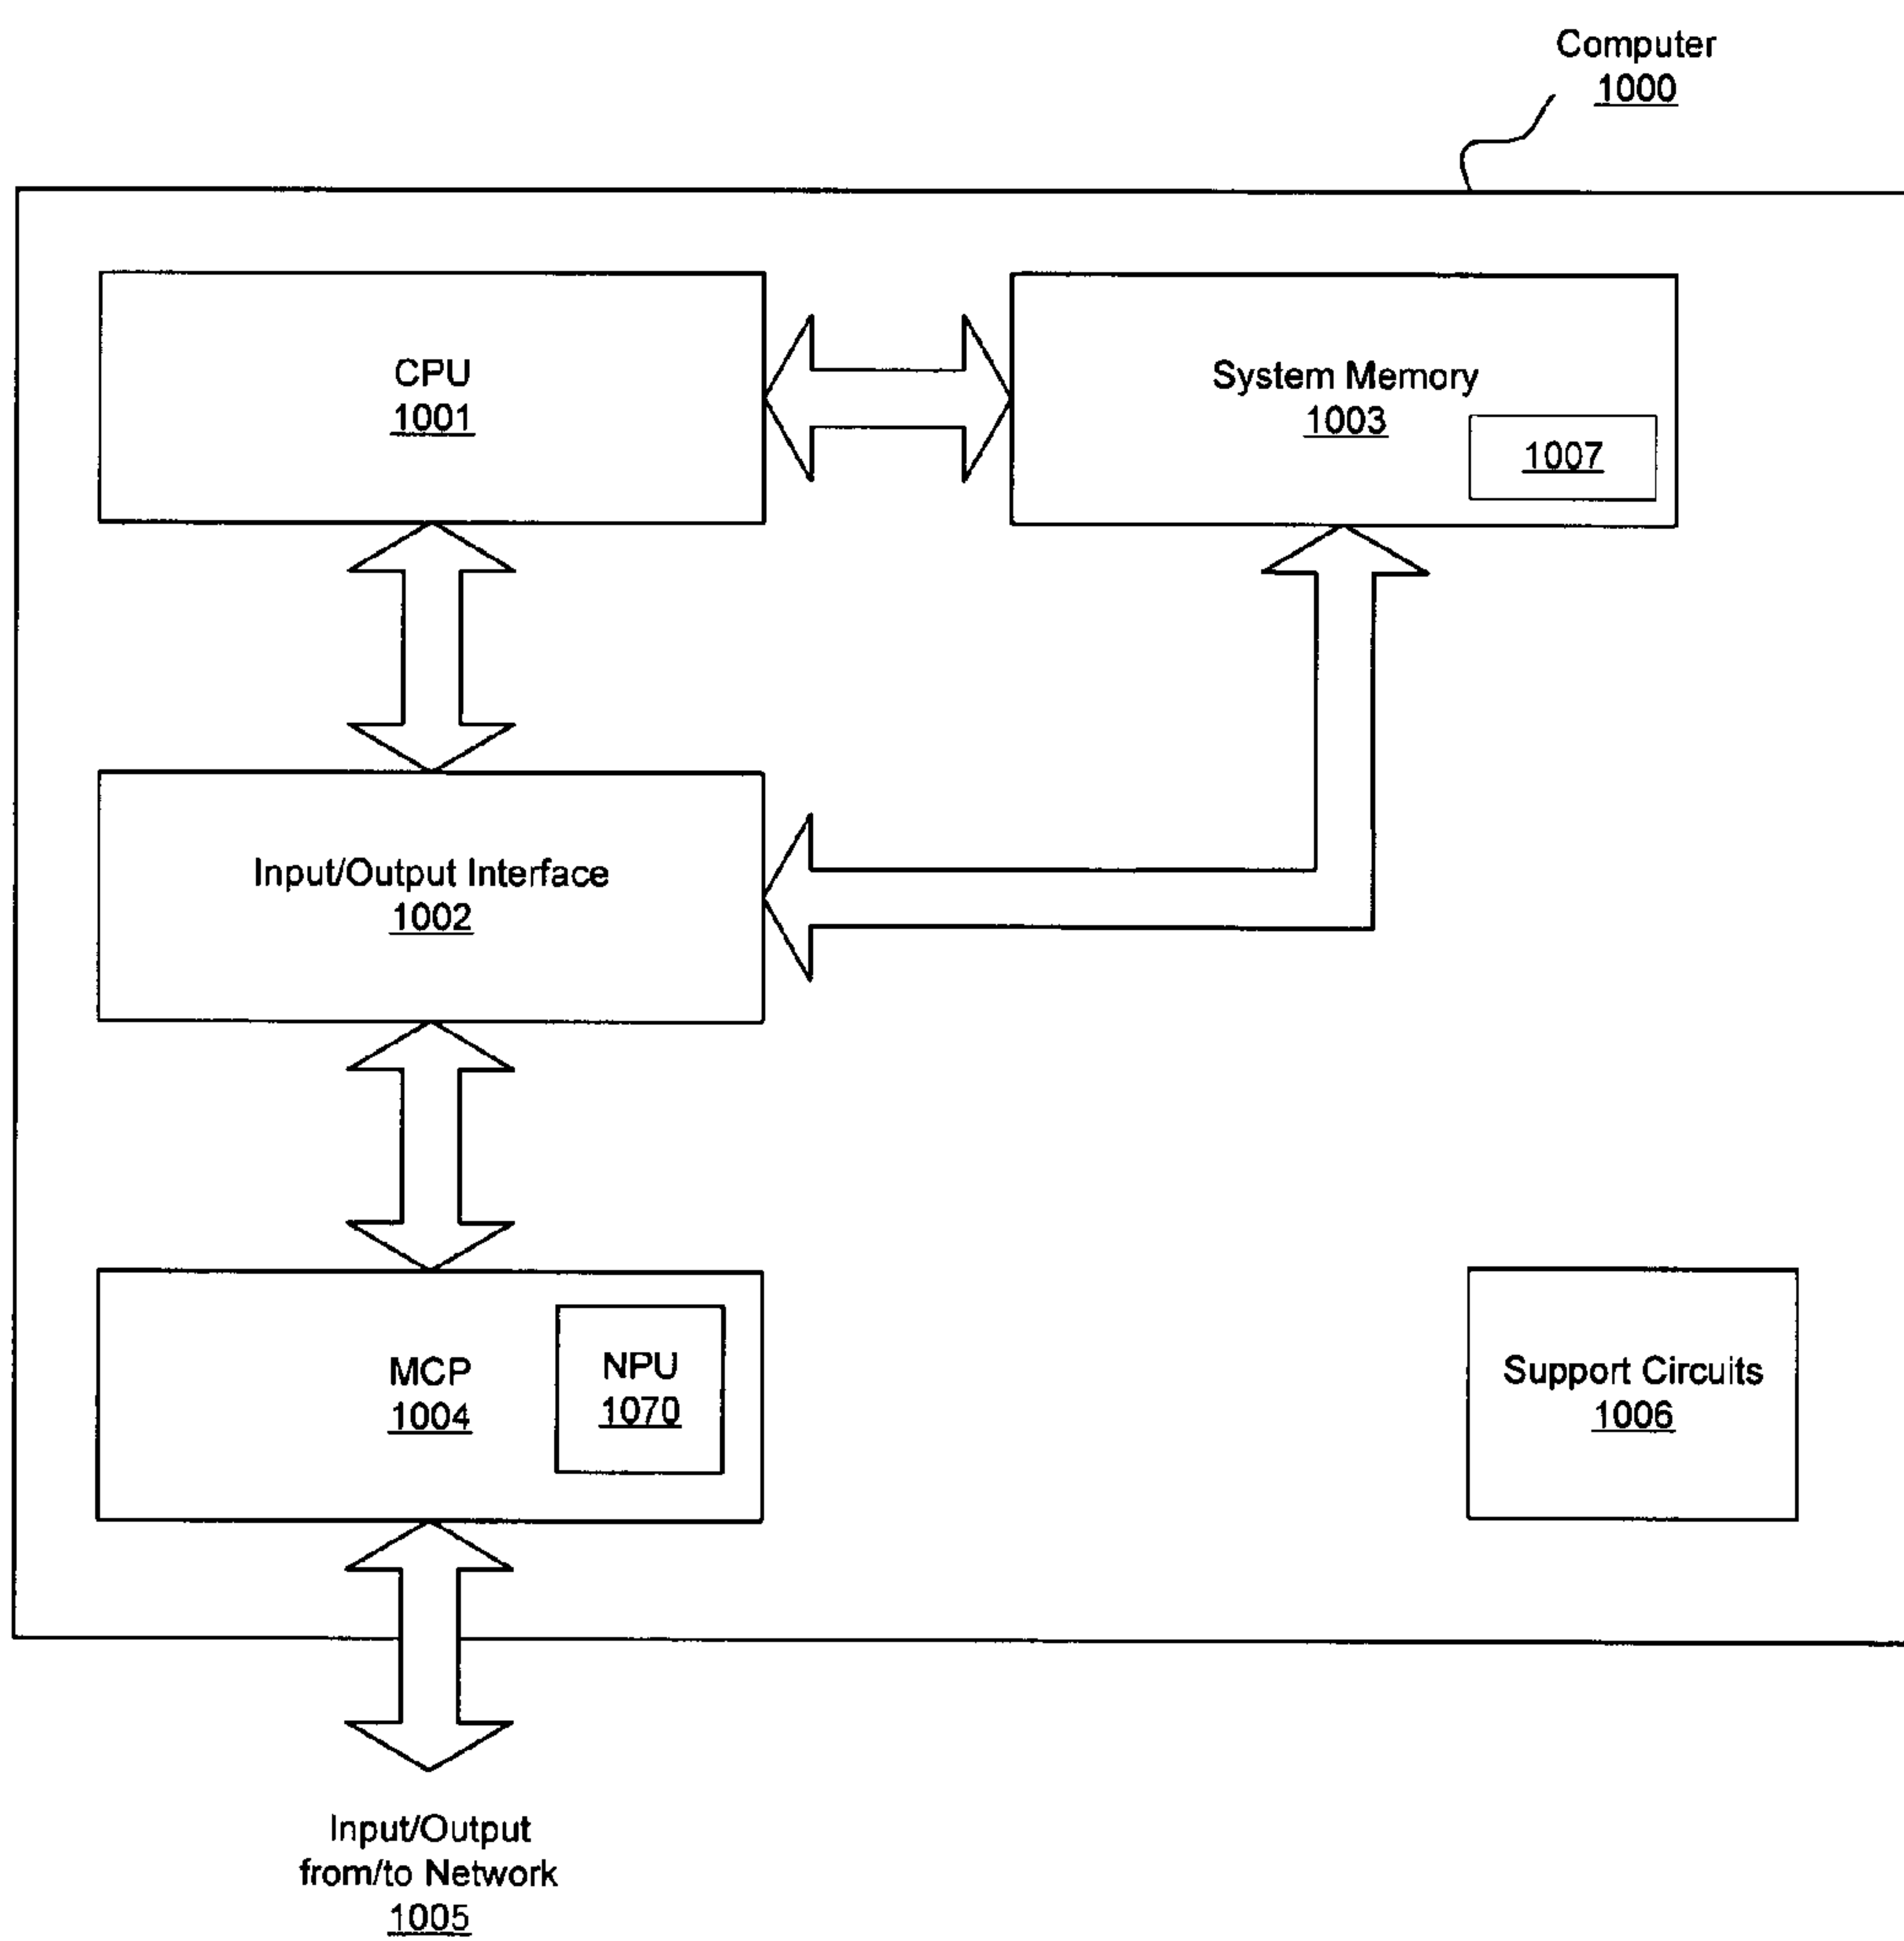 Computer
1000
CPU
1001
System Memory
1003
1007
Input/Output Interface
1002
MCP
1004
NPU
1070
Support Circuits
1006
Input/Output
from/to Network
1005